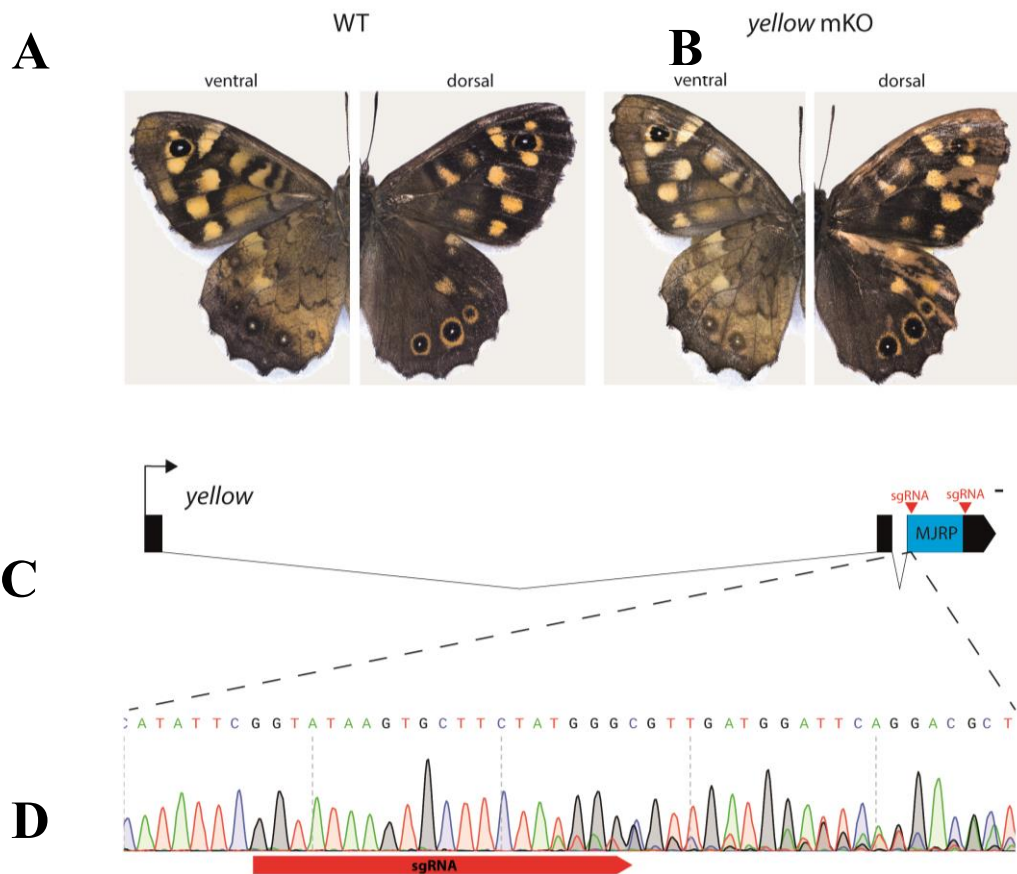 A
WT
ventral
dorsal
B
yellow mKO
ventral
dorsal
C
yellow
sgRNA
sgRNA
MJRP
D
CATATTCGGTATAAGTGCTTCTATGGGCGTTGATGGATTCAGGACGCT
sgRNA